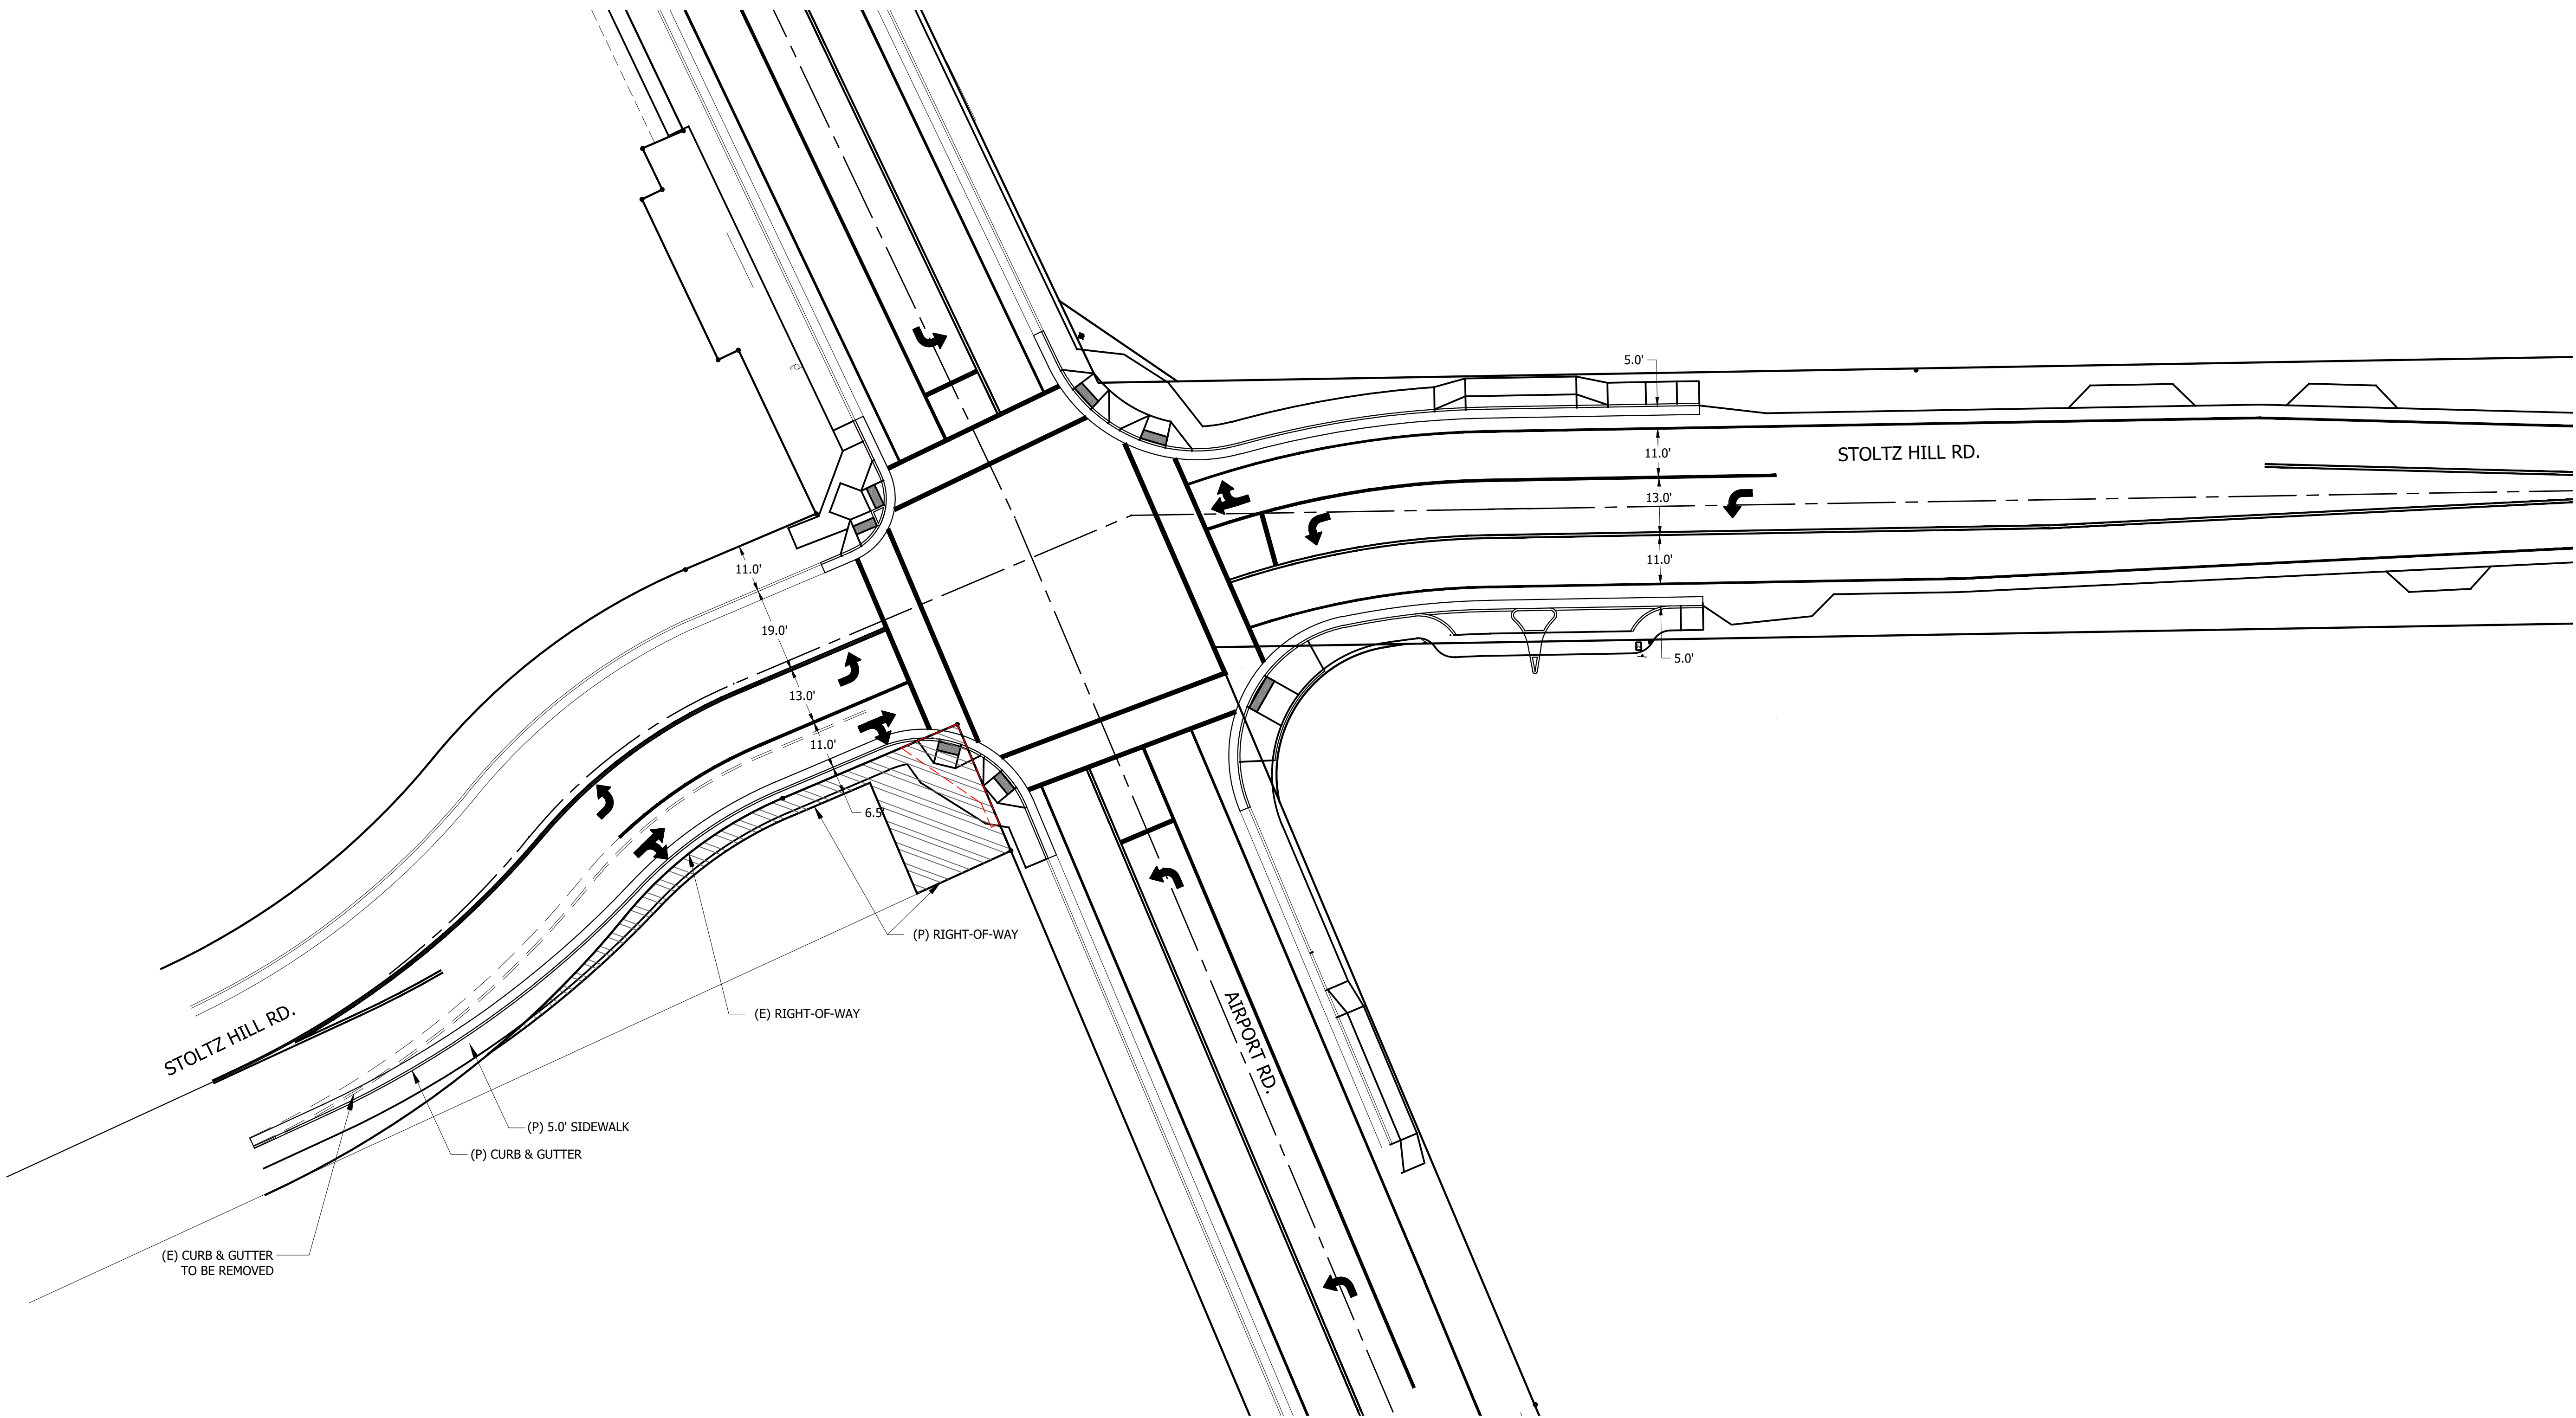 5.0'
11.0'
STOLTZ HILL RD.
13.0'
11.0'
11.0'
19.0'
5.0'
13.0'
11.0'
6.5'
(P) RIGHT-OF-WAY
(E) RIGHT-OF-WAY
AIRPORT RD.
STOLTZ HILL RD.
(P) 5.0' SIDEWALK
(P) CURB & GUTTER
(E) CURB & GUTTER
TO BE REMOVED